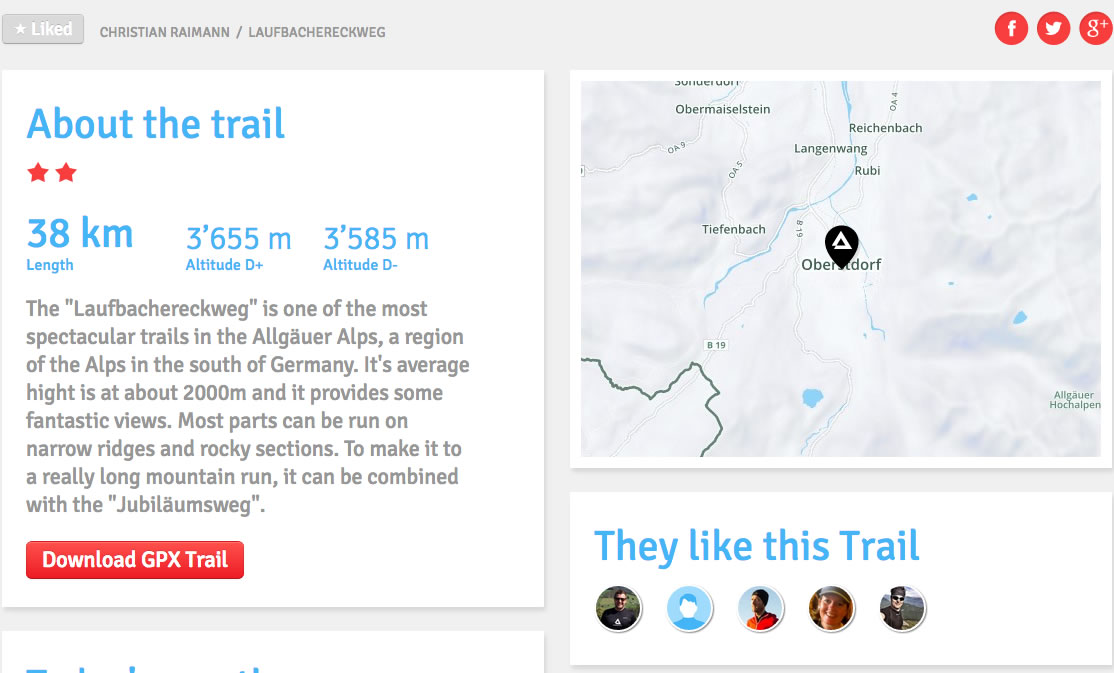 ★ Liked
CHRISTIAN RAIMANN / LAUFBACHERECKWEG
f
g+
About the trail
38 km
Length
3’655 m
Altitude D+
3’585 m
Altitude D-
The "Laufbachereckweg" is one of the most
spectacular trails in the Allgäuer Alps, a region
of the Alps in the south of Germany. It's average
hight is at about 2000m and it provides some
fantastic views. Most parts can be run on
narrow ridges and rocky sections. To make it to
a really long mountain run, it can be combined
with the "Jubiläumsweg".
Download GPX Trail
Sonderdorf
Obermaiselstein
OA 4
Reichenbach
Langenwang
OA 9
OA 5
Rubi
Tiefenbach
B 19
Oberstdorf
B 19
Allgäuer
Hochalpen
They like this Trail